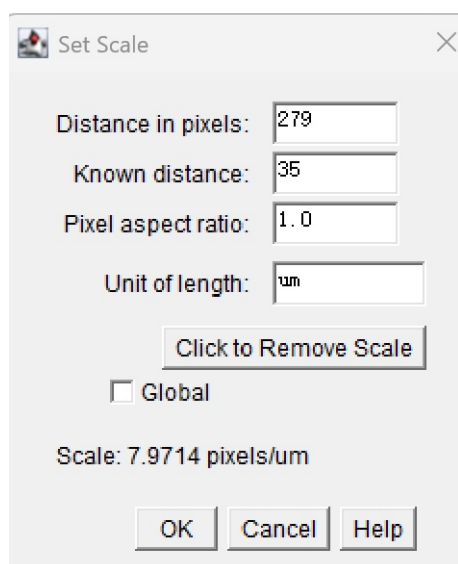 Set Scale
Distance in pixels: 279
Known distance: 35
Pixel aspect ratio: 1.0
Unit of length: um
Click to Remove Scale
Global
Scale: 7.9714 pixels/um
OK Cancel Help